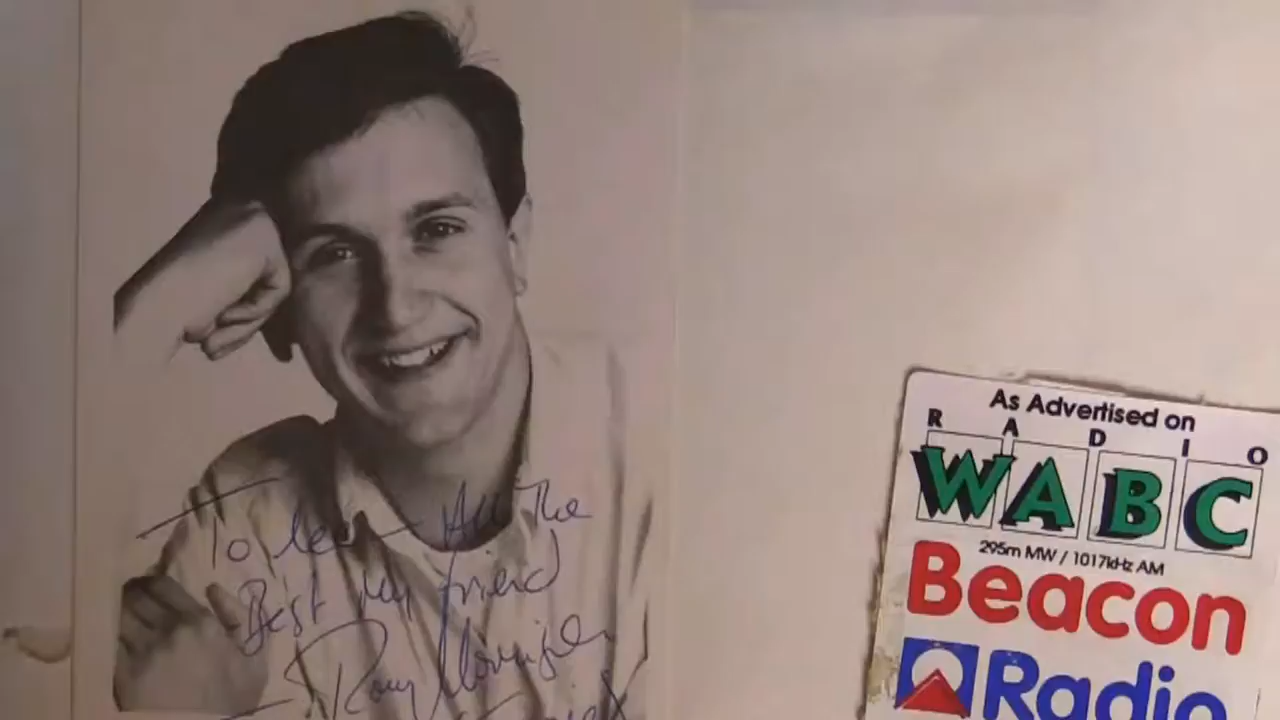 To Lee - All The
Best my friend
As Advertised on
RADIO
WABC
295m MW / 1017kHz AM
Beacon
Radio